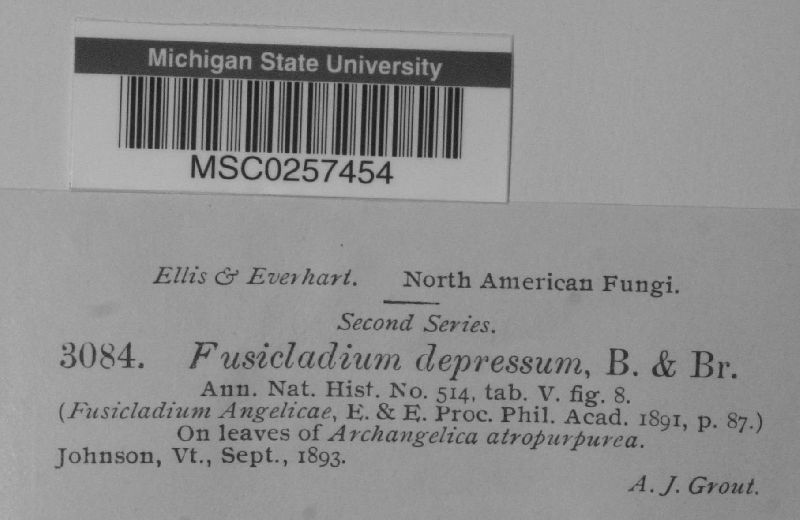 Michigan State University
MSC0257454
Ellis & Everhart. North American Fungi.
Second Series.
3084. Fusicladium depressum, B. & Br.
Ann. Nat. Hist. No. 514, tab. V. fig. 8.
(Fusicladium Angelicae, E. & E. Proc. Phil. Acad. 1891, p. 87.)
On leaves of Archangelica atropurpurea.
Johnson, Vt., Sept., 1893.
A. J. Grout.